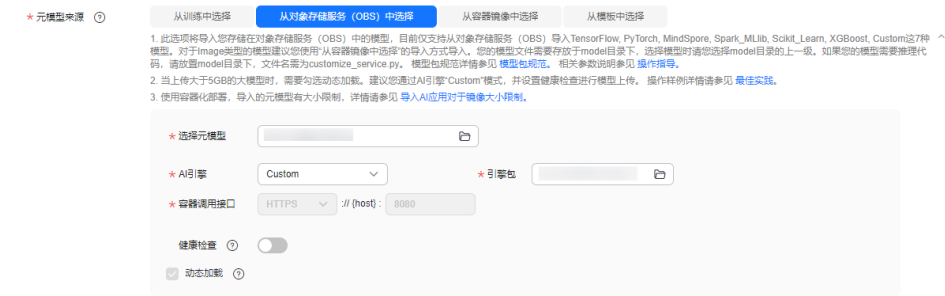 * 元模型来源 ? 从训练中选择 从对象存储服务（OBS）中选择 从容器镜像中选择 从模板中选择
1. 此选项将导入您存储在对象存储服务（OBS）中的模型，目前仅支持从对象存储服务（OBS）导入TensorFlow, PyTorch, MindSpore, Spark_MLlib, Scikit_Learn, XGBoost, Custom这7种
模型。对于Image类型的模型建议您使用“从容器镜像中选择”的导入方式导入。您的模型文件需要存放于model目录下，选择模型时请您选择model目录的上一级。如果您的模型需要推理代
码，请放置model目录下，文件名需为customize_service.py。 模型包规范详情参见 模型包规范。 相关参数说明参见 操作指导。
2. 当上传大于5GB的大模型时，需要勾选动态加载。建议您通过AI引擎“Custom”模式，并设置健康检查进行模型上传。 操作样例详情请参见 最佳实践。
3. 使用容器化部署，导入的元模型有大小限制，详情请参见 导入AI应用对于镜像大小限制。
* 选择元模型
* AI引擎 Custom * 引擎包
* 容器调用接口 HTTPS :// {host} : 8080
健康检查 ?
动态加载 ?